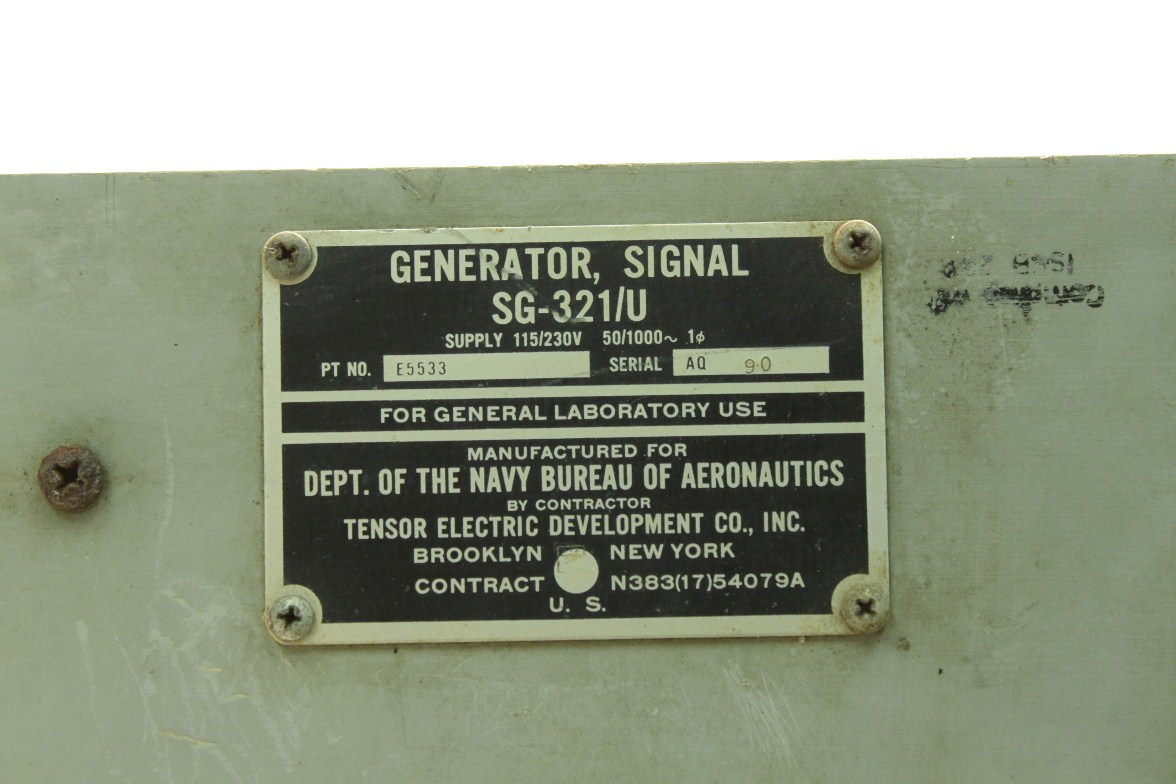 GENERATOR, SIGNAL
SG-321/U
SUPPLY 115/230V 50/1000~ 1ϕ
PT NO. E5533 SERIAL AQ 90
FOR GENERAL LABORATORY USE
MANUFACTURED FOR
DEPT. OF THE NAVY BUREAU OF AERONAUTICS
BY CONTRACTOR
TENSOR ELECTRIC DEVELOPMENT CO., INC.
BROOKLYN NEW YORK
CONTRACT N383(17)54079A
U. S.